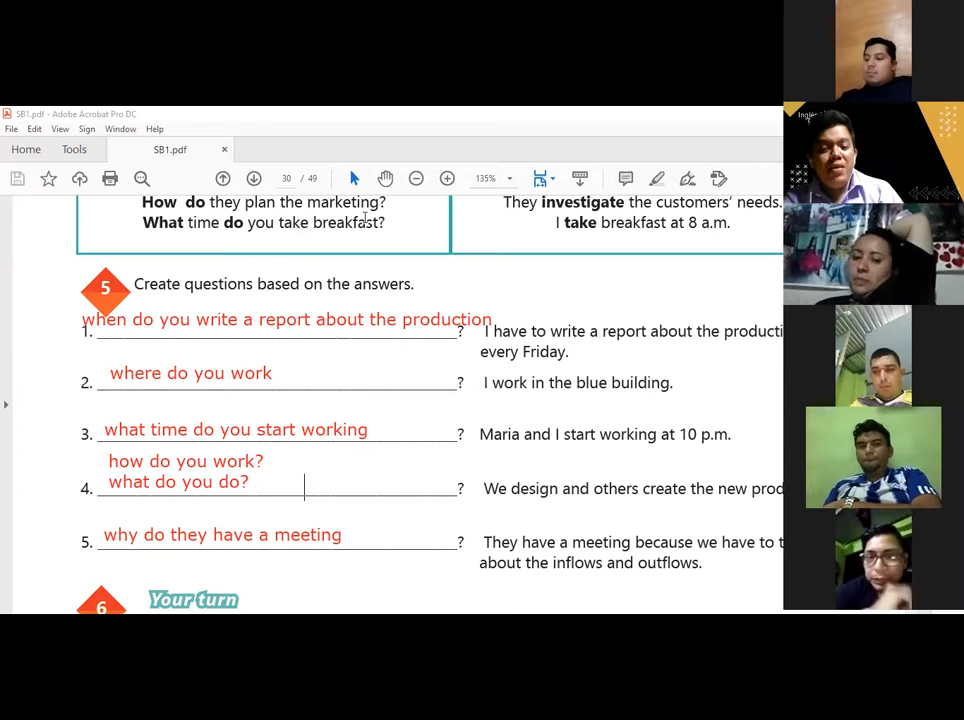 SB1.pdf - Adobe Acrobat Pro DC
File Edit View Sign Window Help
Home Tools SB1.pdf ×
30 / 49 135%
How do they plan the marketing? They investigate the customers' needs.
What time do you take breakfast? I take breakfast at 8 a.m.
5 Create questions based on the answers.
when do you write a report about the production
1. ? I have to write a report about the producti
every Friday.
where do you work
2. ? I work in the blue building.
what time do you start working
3. ? Maria and I start working at 10 p.m.
how do you work?
what do you do?
4. ? We design and others create the new prod
why do they have a meeting
5. ? They have a meeting because we have to t
about the inflows and outflows.
6 Your turn